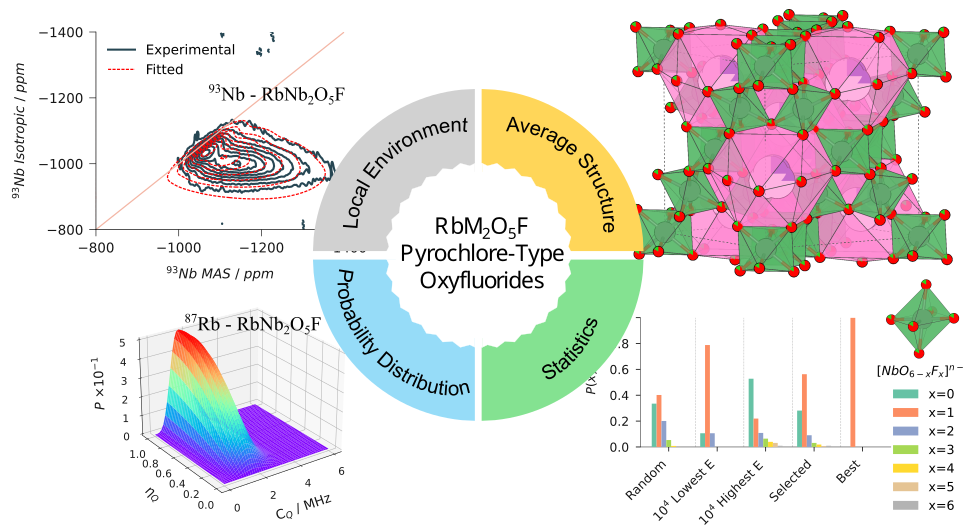 −1400
−1200
−1000
−800
⁹³Nb Isotropic / ppm
Experimental
Fitted
⁹³Nb - RbNb₂O₅F
−800
−1000
−1200
⁹³Nb MAS / ppm
Local Environment
Average Structure
Probability Distribution
Statistics
RbM₂O₅F
Pyrochlore-Type
Oxyfluorides
⁸⁷Rb - RbNb₂O₅F
5
4
3
2
1
0
P ×10⁻¹
1.0
0.8
0.6
0.4
0.2
0.0
η_Q
0
2
4
6
C_Q / MHz
0.6
0.4
0.2
0.0
Random
10⁴ Lowest E
10⁴ Highest E
Selected
Best
[NbO₆₋ₓFₓ]ⁿ⁻
x=0
x=1
x=2
x=3
x=4
x=5
x=6